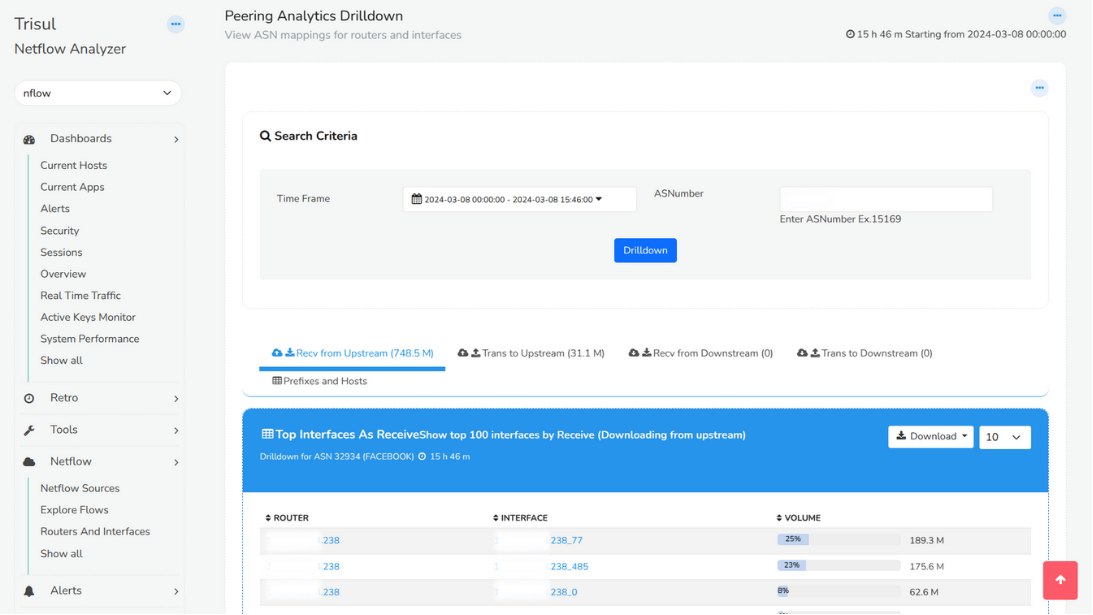 Trisul
Netflow Analyzer
nflow
Dashboards
Current Hosts
Current Apps
Alerts
Security
Sessions
Overview
Real Time Traffic
Active Keys Monitor
System Performance
Show all
Retro
Tools
Netflow
Netflow Sources
Explore Flows
Routers And Interfaces
Show all
Alerts
Peering Analytics Drilldown
View ASN mappings for routers and interfaces
15 h 46 m Starting from 2024-03-08 00:00:00
Search Criteria
Time Frame
2024-03-08 00:00:00 - 2024-03-08 15:46:00
ASNumber
Enter ASNumber Ex.15169
Drilldown
Recv from Upstream (748.5 M) Trans to Upstream (31.1 M) Recv from Downstream (0) Trans to Downstream (0)
Prefixes and Hosts
Top Interfaces As ReceiveShow top 100 interfaces by Receive (Downloading from upstream)
Drilldown for ASN 32934 (FACEBOOK) 15 h 46 m
Download 10
ROUTER INTERFACE VOLUME
.238 238_77 25% 189.3 M
.238 238_485 23% 175.6 M
.238 238_0 8% 62.6 M